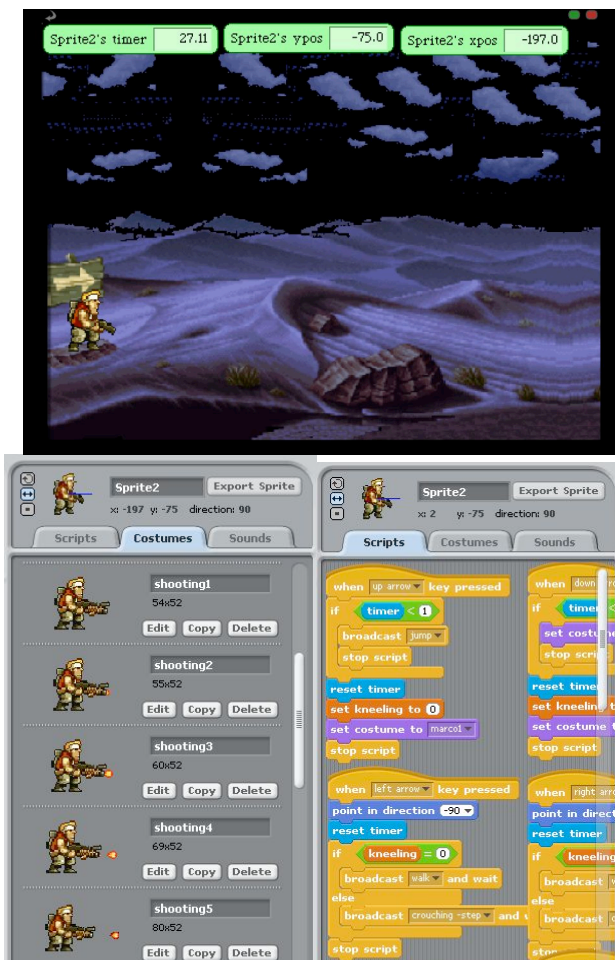 Sprite2's timer 27.11 Sprite2's ypos -75.0 Sprite2's xpos -197.0
Sprite2 Export Sprite
x: -197 y: -75 direction: 90
Scripts Costumes Sounds
shooting1
54x52
Edit Copy Delete
shooting2
55x52
Edit Copy Delete
shooting3
60x52
Edit Copy Delete
shooting4
69x52
Edit Copy Delete
shooting5
80x52
Edit Copy Delete
Sprite2 Export Sprite
x: 2 y: -75 direction: 90
Scripts Costumes Sounds
when up arrow key pressed
if timer < 1
broadcast jump
stop script
reset timer
set kneeling to 0
set costume to marco1
stop script
when left arrow key pressed
point in direction -90
reset timer
if kneeling = 0
broadcast walk and wait
else
broadcast crouching -step and
stop script
when down
if timer <
set
stop
reset timer
set kneeling
set costume
stop script
when right
point in
reset timer
if kneeling
broadcast
else
broadcast
stop